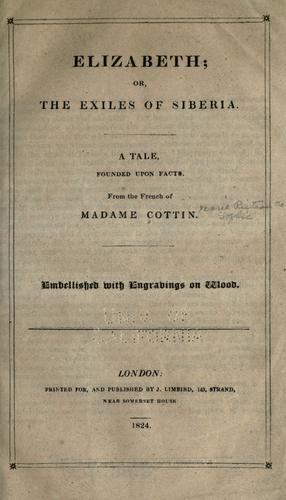 ELIZABETH;
OR,
THE EXILES OF SIBERIA.
A TALE,
FOUNDED UPON FACTS.
From the French of
MADAME COTTIN.
Embellished with Engravings on Wood.
LONDON:
PRINTED FOR, AND PUBLISHED BY J. LIMBIRD, 143, STRAND,
NEAR SOMERSET HOUSE
1824.